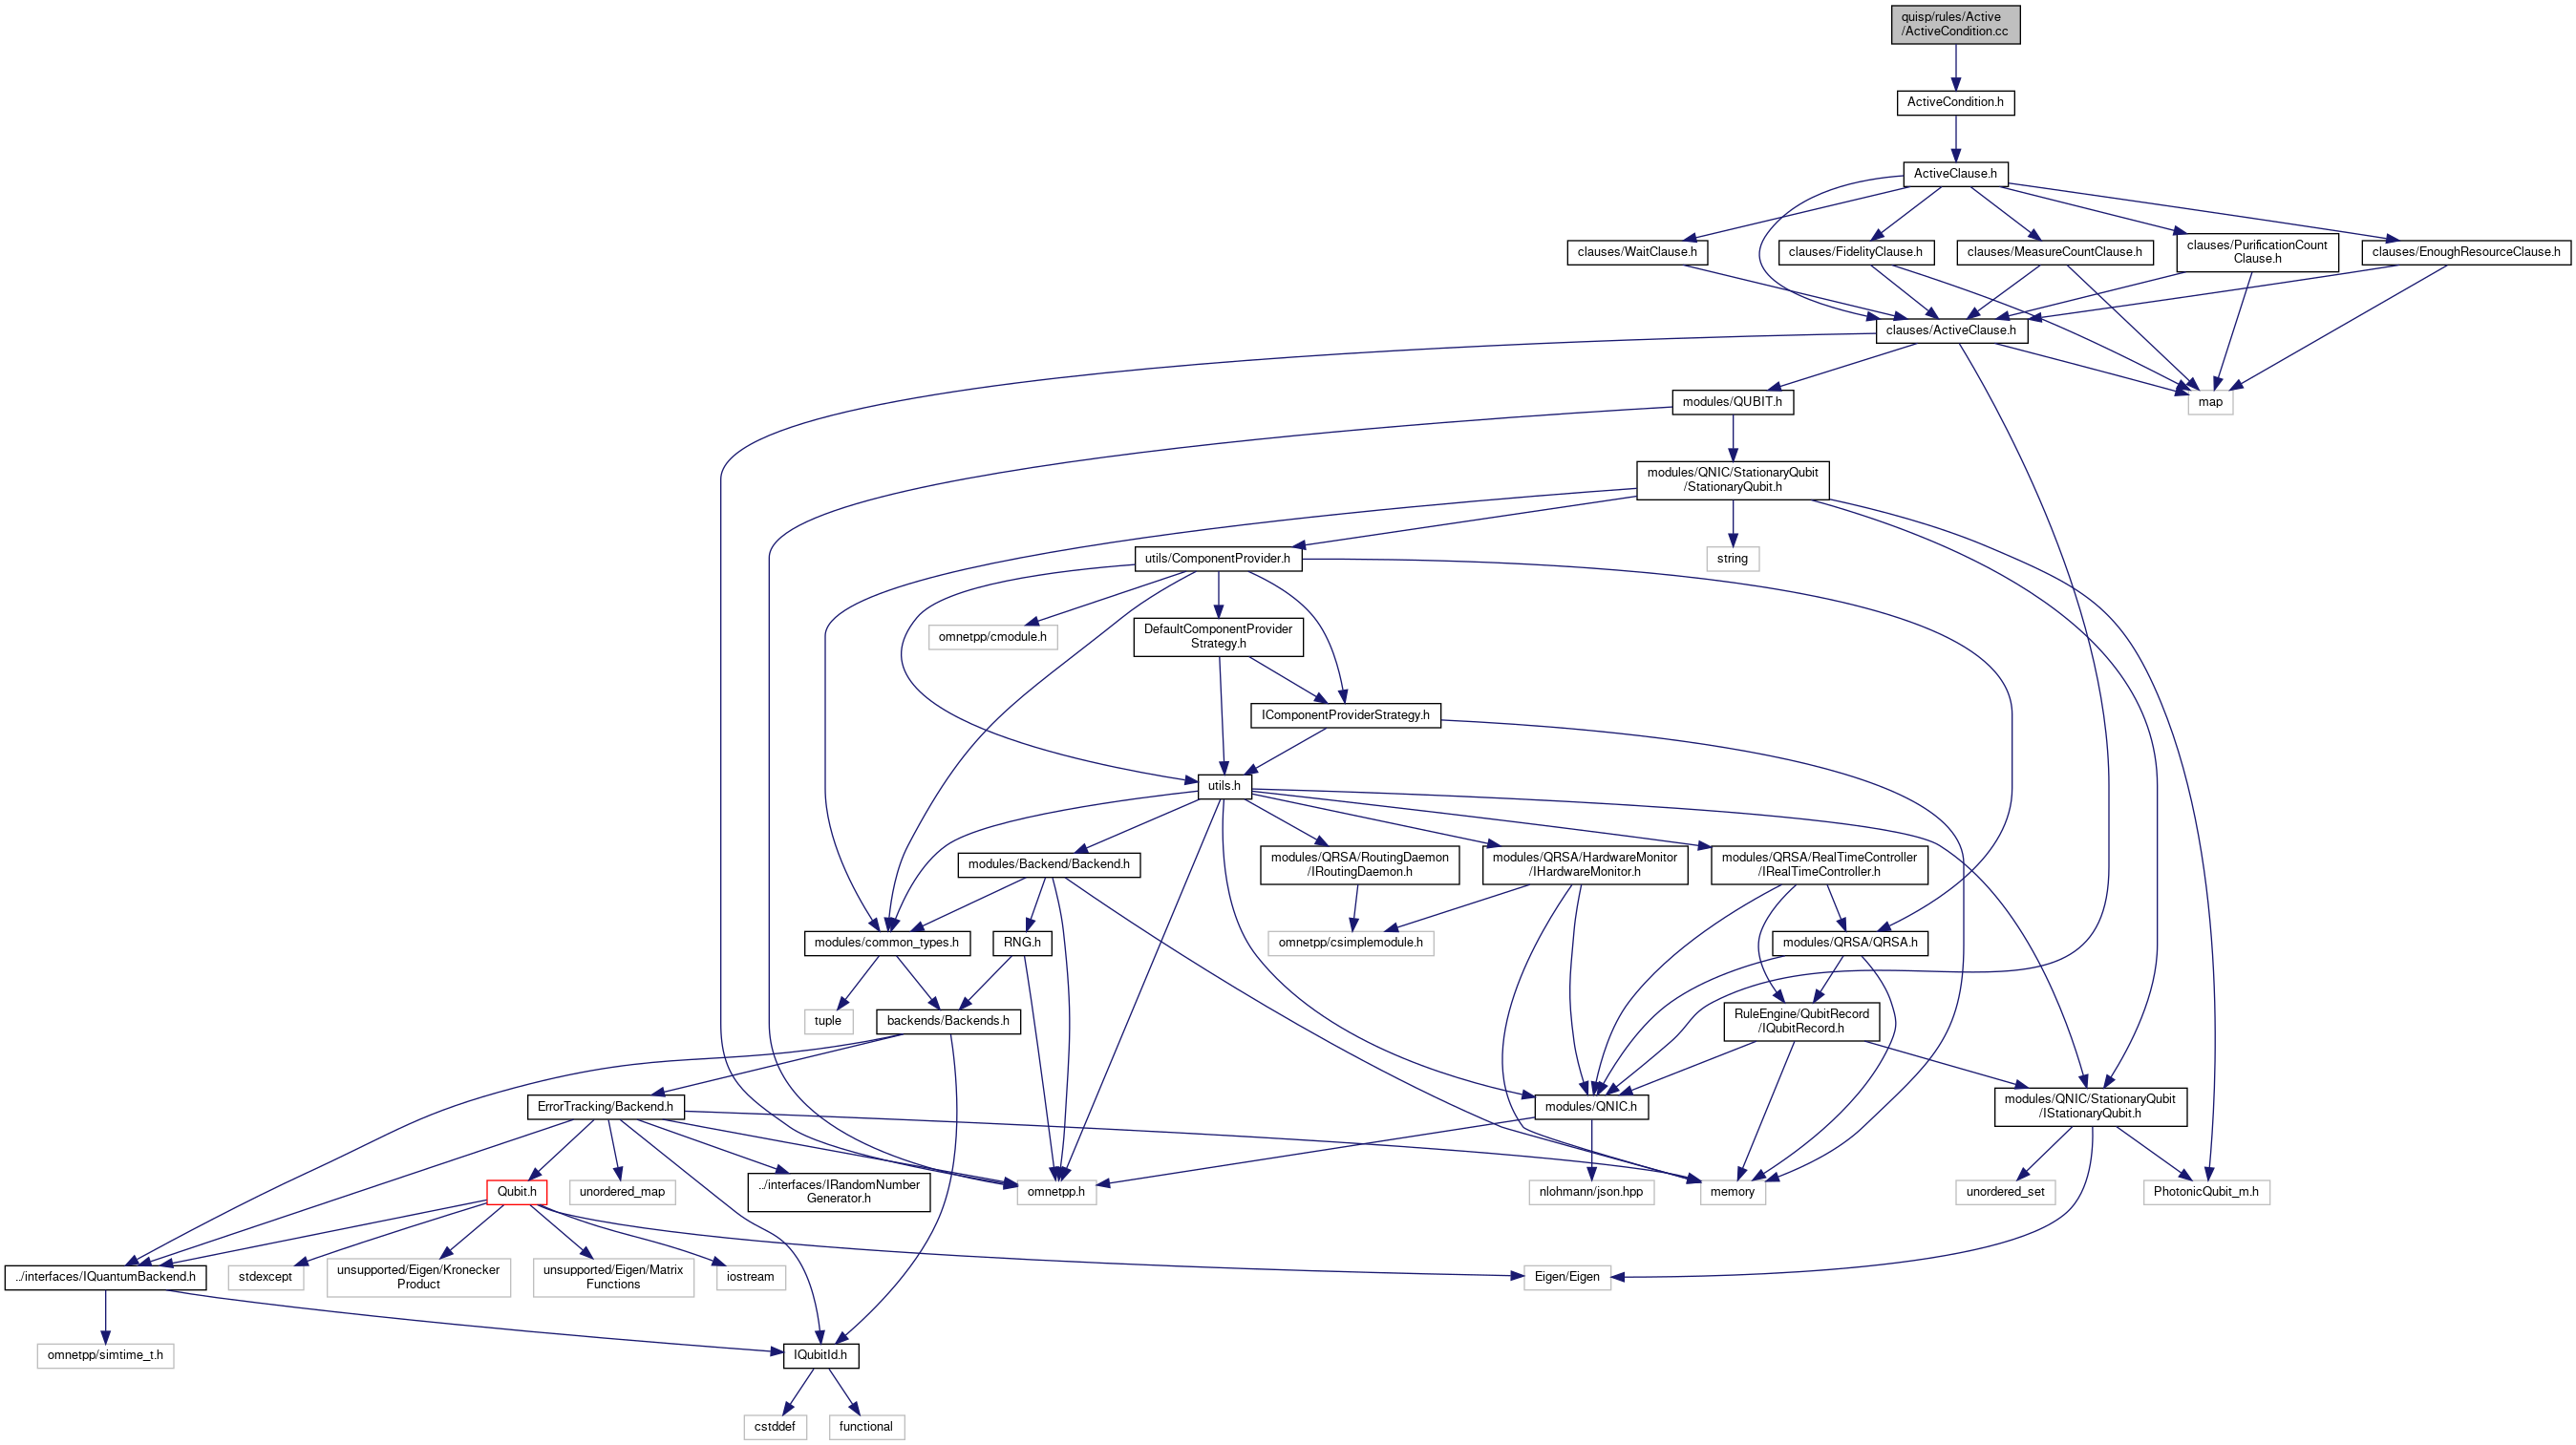 quisp/rules/Active
/ActiveCondition.cc
ActiveCondition.h
ActiveClause.h
clauses/WaitClause.h
clauses/FidelityClause.h
clauses/MeasureCountClause.h
clauses/PurificationCount
Clause.h
clauses/EnoughResourceClause.h
clauses/ActiveClause.h
modules/QUBIT.h
map
modules/QNIC/StationaryQubit
/StationaryQubit.h
utils/ComponentProvider.h
string
omnetpp/cmodule.h
DefaultComponentProvider
Strategy.h
IComponentProviderStrategy.h
utils.h
modules/Backend/Backend.h
modules/QRSA/RoutingDaemon
/IRoutingDaemon.h
modules/QRSA/HardwareMonitor
/IHardwareMonitor.h
modules/QRSA/RealTimeController
/IRealTimeController.h
modules/common_types.h
RNG.h
omnetpp/csimplemodule.h
modules/QRSA/QRSA.h
tuple
backends/Backends.h
RuleEngine/QubitRecord
/IQubitRecord.h
ErrorTracking/Backend.h
modules/QNIC.h
modules/QNIC/StationaryQubit
/IStationaryQubit.h
Qubit.h
unordered_map
../interfaces/IRandomNumber
Generator.h
omnetpp.h
nlohmann/json.hpp
memory
unordered_set
PhotonicQubit_m.h
../interfaces/IQuantumBackend.h
stdexcept
unsupported/Eigen/Kronecker
Product
unsupported/Eigen/Matrix
Functions
iostream
Eigen/Eigen
omnetpp/simtime_t.h
IQubitId.h
cstddef
functional